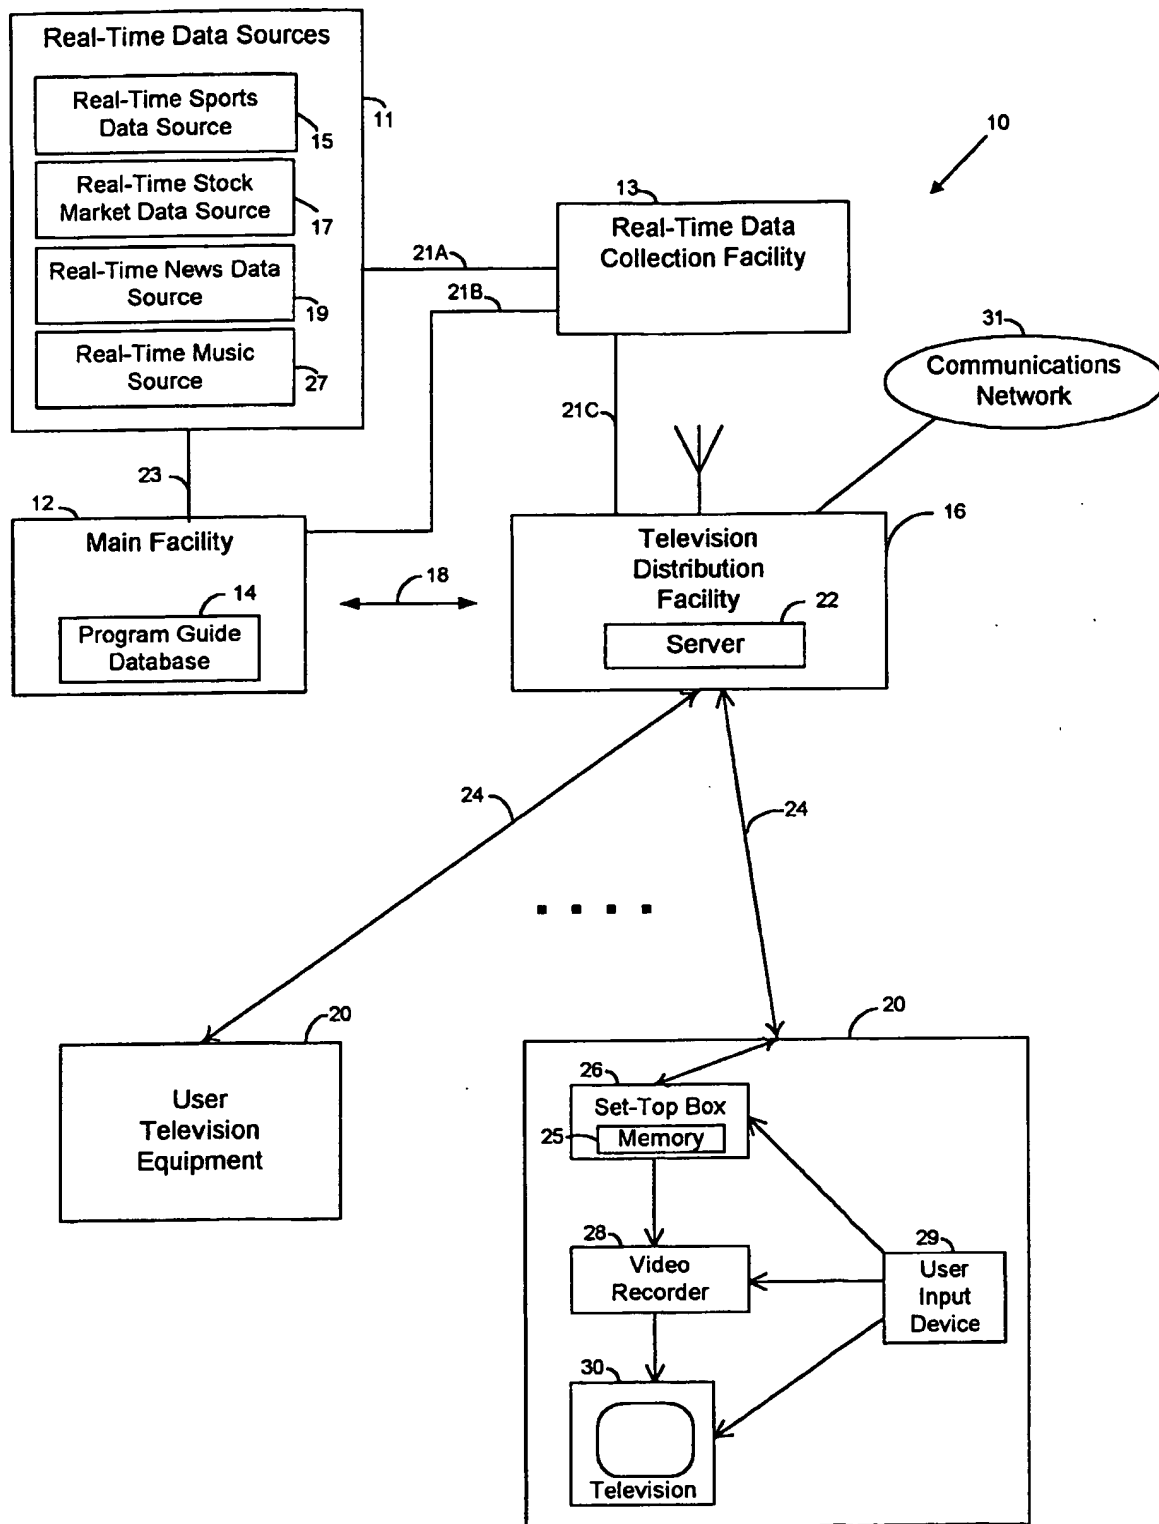 Real-Time Data Sources
Real-Time Sports
Data Source
15
11
Real-Time Stock
Market Data Source
17
Real-Time News Data
Source
19
Real-Time Music
Source
27
10
13
Real-Time Data
Collection Facility
21A
21B
21C
31
Communications
Network
23
12
Main Facility
14
Program Guide
Database
18
16
Television
Distribution
Facility
22
Server
24
24
20
User
Television
Equipment
20
26
Set-Top Box
25
Memory
28
Video
Recorder
29
User
Input
Device
30
Television